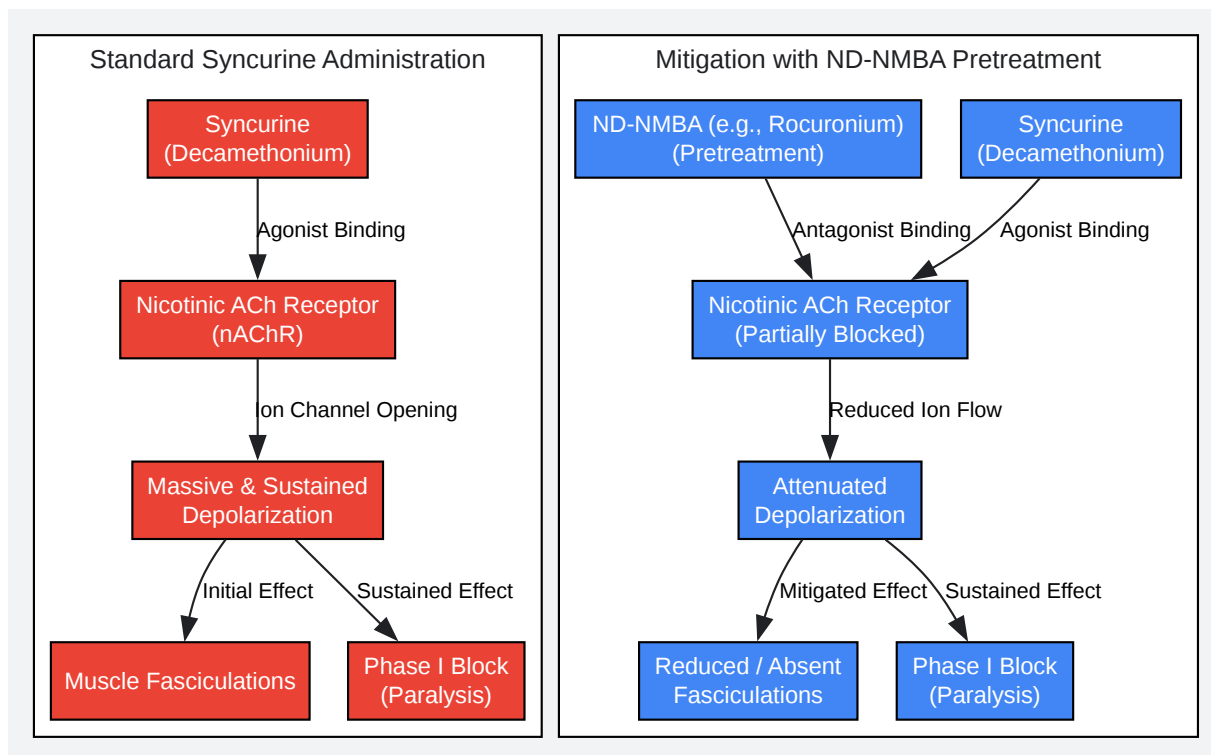 Standard Syncurine Administration
Syncurine
(Decamethonium)
Agonist Binding
Nicotinic ACh Receptor
(nAChR)
Ion Channel Opening
Massive & Sustained
Depolarization
Initial Effect
Sustained Effect
Muscle Fasciculations
Phase I Block
(Paralysis)
Mitigation with ND-NMBA Pretreatment
ND-NMBA (e.g., Rocuronium)
(Pretreatment)
Syncurine
(Decamethonium)
Antagonist Binding
Agonist Binding
Nicotinic ACh Receptor
(Partially Blocked)
Reduced Ion Flow
Attenuated
Depolarization
Mitigated Effect
Sustained Effect
Reduced / Absent
Fasciculations
Phase I Block
(Paralysis)